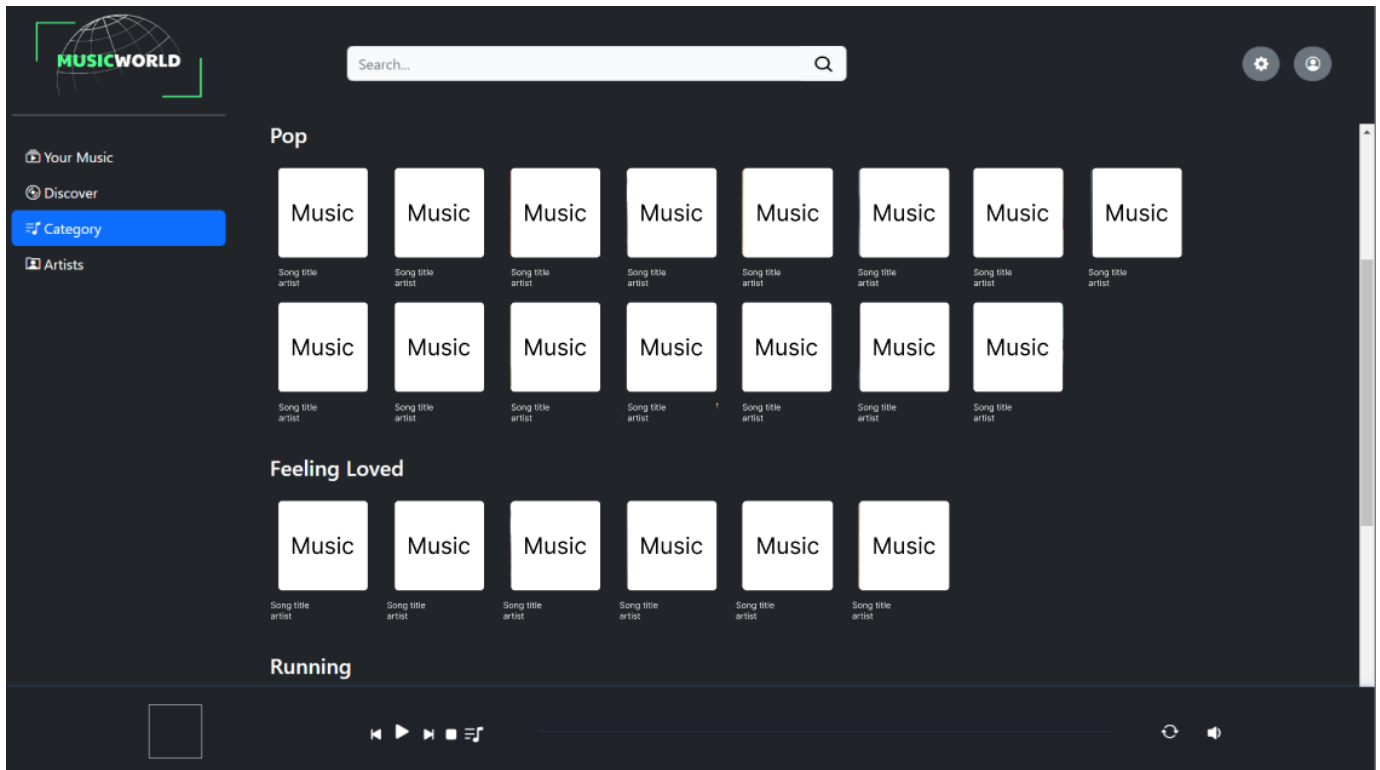 MUSICWORLD
Search...
Your Music
Discover
Category
Artists
Pop
Music Music Music Music Music Music Music Music
Song title Song title Song title Song title Song title Song title Song title Song title
artist artist artist artist artist artist artist artist
Music Music Music Music Music Music Music
Song title Song title Song title Song title Song title Song title Song title
artist artist artist artist artist artist artist
Feeling Loved
Music Music Music Music Music Music
Song title Song title Song title Song title Song title Song title
artist artist artist artist artist artist
Running